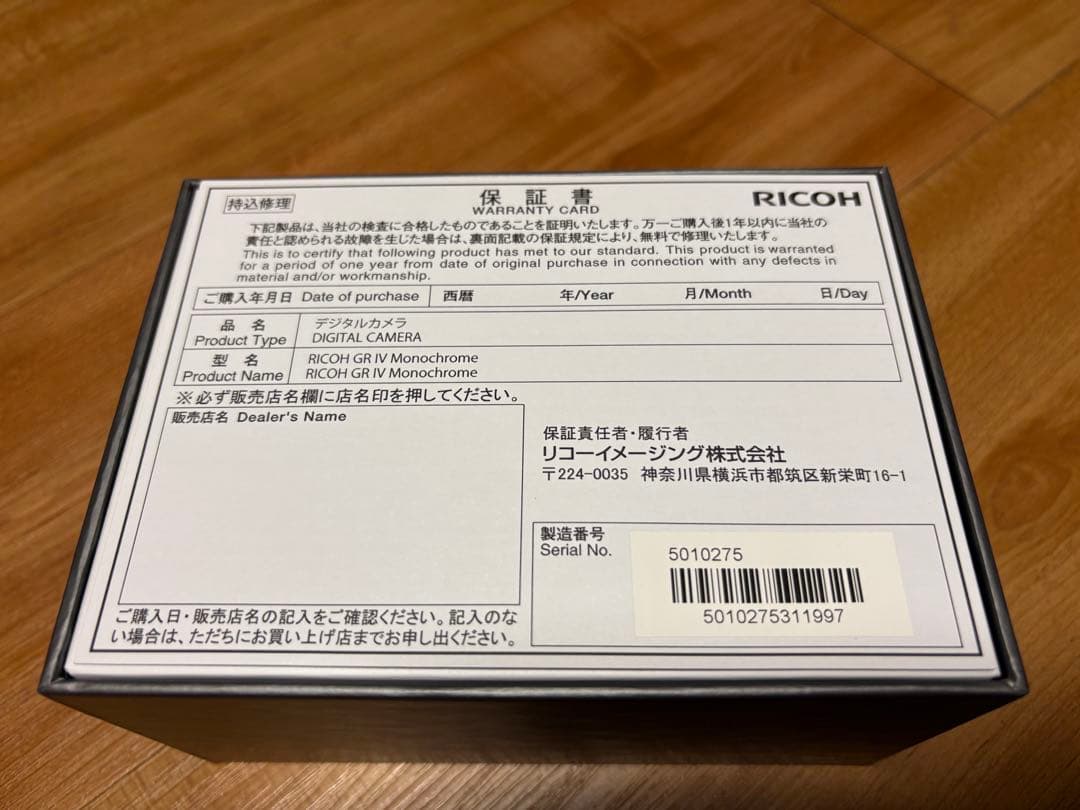 持込修理
保証書
WARRANTY CARD
RICOH
下記製品は、当社の検査に合格したものであることを証明いたします。万一ご購入後1年以内に当社の
責任と認められる故障を生じた場合は、裏面記載の保証規定により、無料で修理いたします。
This is to certify that following product has met to our standard. This product is warranted
for a period of one year from date of original purchase in connection with any defects in
material and/or workmanship.
ご購入年月日 Date of purchase 西暦 年/Year 月/Month 日/Day
品名 デジタルカメラ
Product Type DIGITAL CAMERA
型名 RICOH GR IV Monochrome
Product Name RICOH GR IV Monochrome
※必ず販売店名欄に店名印を押してください。
販売店名 Dealer's Name
保証責任者・履行者
リコーイメージング株式会社
〒224-0035 神奈川県横浜市都筑区新栄町16-1
製造番号
Serial No.
5010275
5010275311997
ご購入日・販売店名の記入をご確認ください。記入のな
い場合は、ただちにお買い上げ店までお申し出ください。